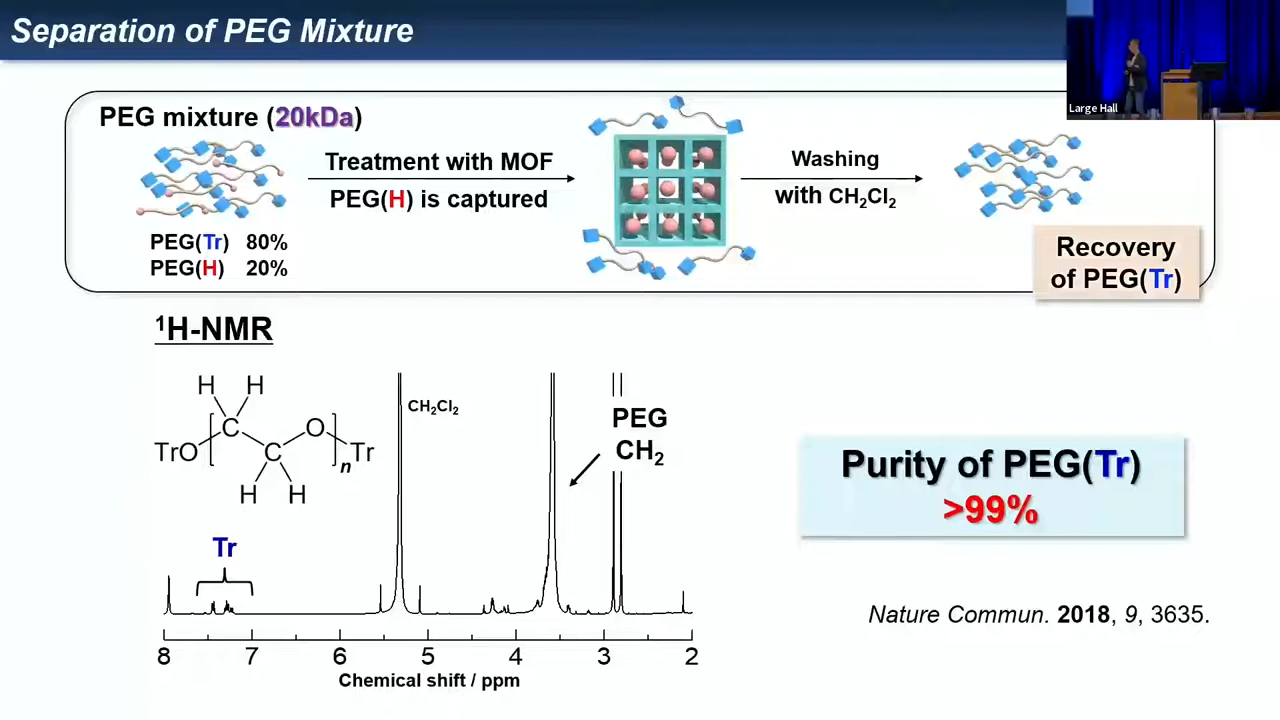 Separation of PEG Mixture
Large Hall
PEG mixture (20kDa)
Treatment with MOF
PEG(H) is captured
Washing
with CH₂Cl₂
PEG(Tr) 80%
PEG(H) 20%
Recovery
of PEG(Tr)
¹H-NMR
H H
C O
TrO n Tr
C
H H
CH₂Cl₂
PEG
CH₂
Tr
Purity of PEG(Tr)
>99%
Nature Commun. 2018, 9, 3635.
8 7 6 5 4 3 2
Chemical shift / ppm